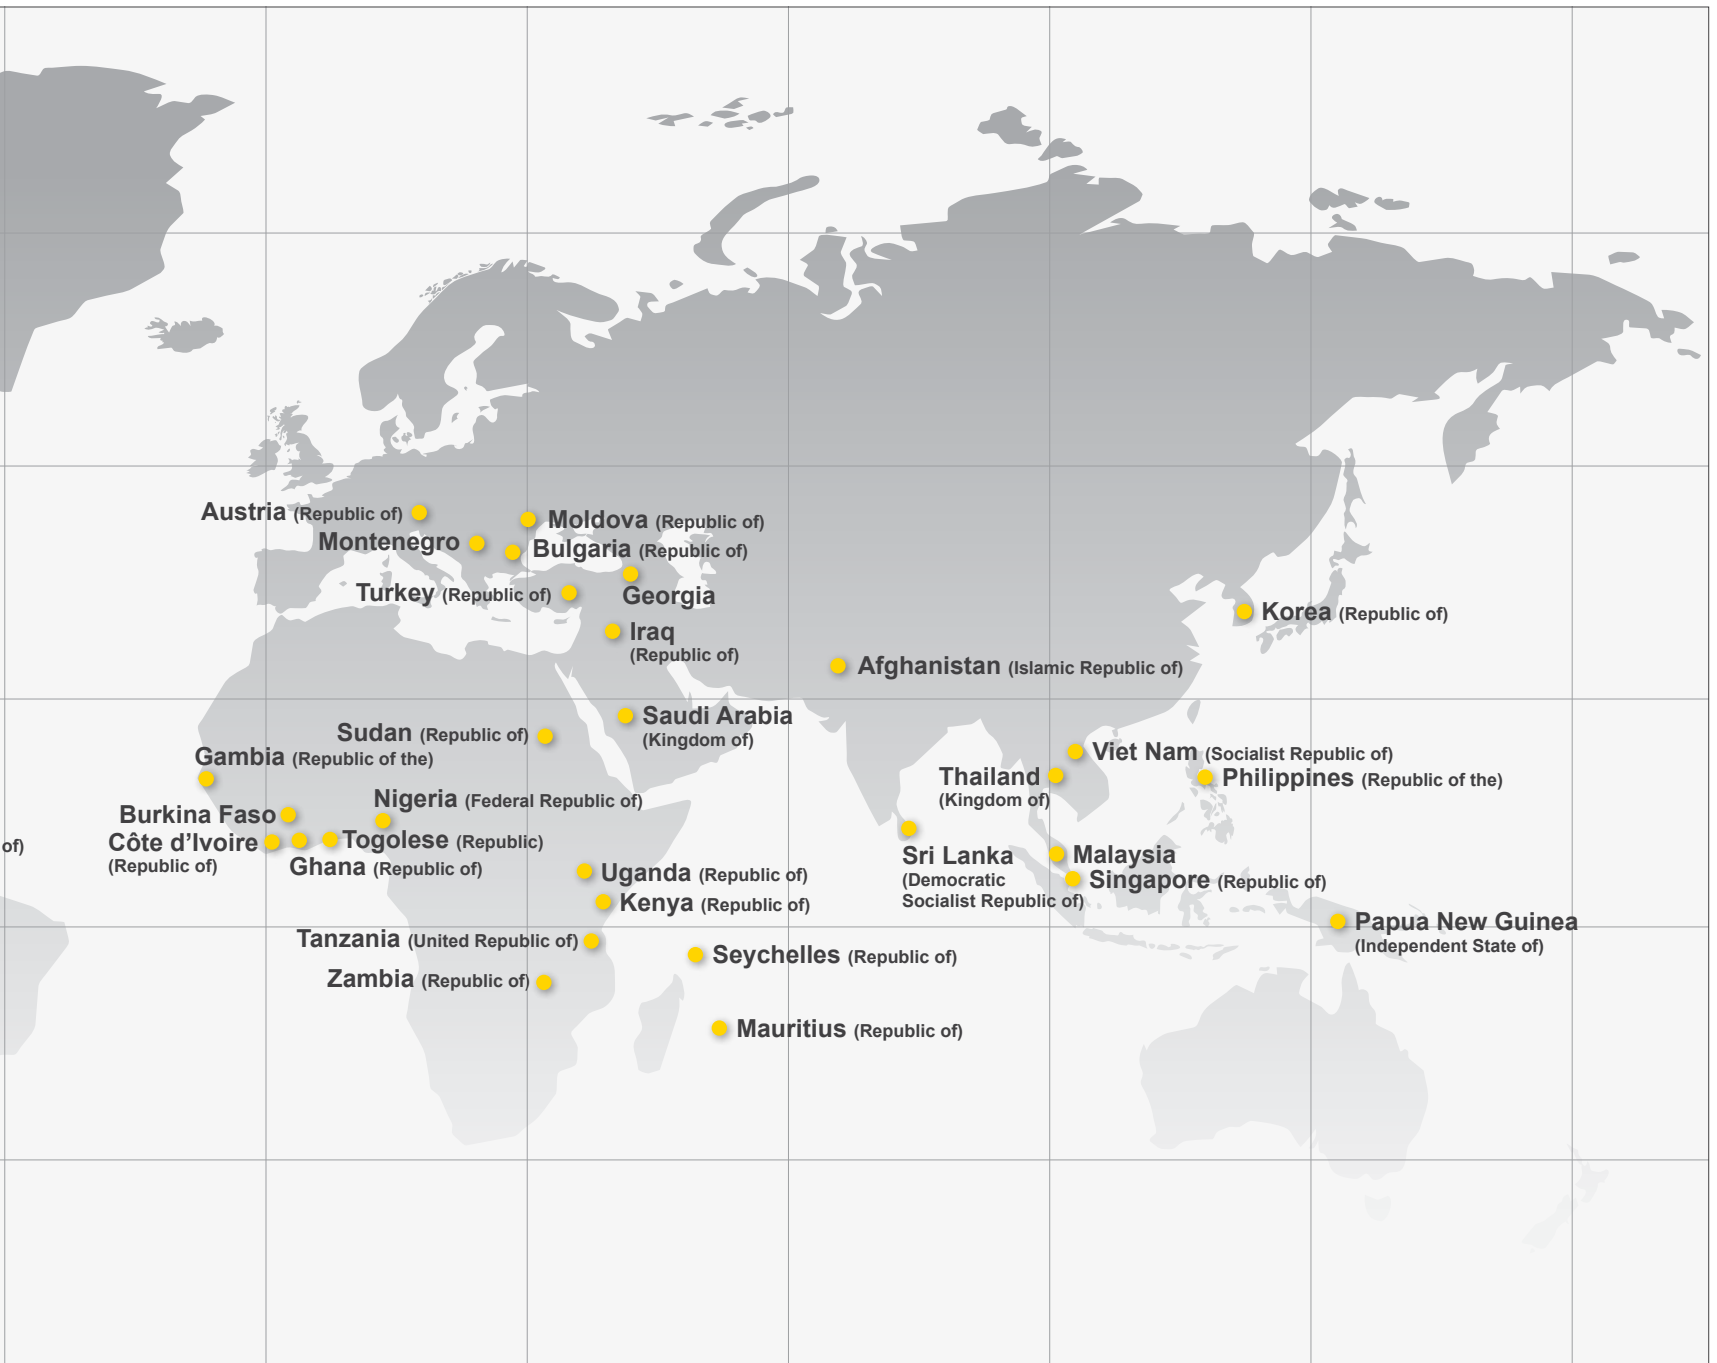 Austria (Republic of)
Moldova (Republic of)
Montenegro
Bulgaria (Republic of)
Turkey (Republic of)
Georgia
Korea (Republic of)
Iraq
(Republic of)
Afghanistan (Islamic Republic of)
Saudi Arabia
(Kingdom of)
Sudan (Republic of)
Gambia (Republic of the)
Viet Nam (Socialist Republic of)
Thailand
(Kingdom of)
Philippines (Republic of the)
Nigeria (Federal Republic of)
Burkina Faso
Côte d’Ivoire
(Republic of)
Togolese (Republic)
Ghana (Republic of)
of)
Sri Lanka
(Democratic
Socialist Republic of)
Malaysia
Singapore (Republic of)
Uganda (Republic of)
Kenya (Republic of)
Papua New Guinea
(Independent State of)
Tanzania (United Republic of)
Seychelles (Republic of)
Zambia (Republic of)
Mauritius (Republic of)